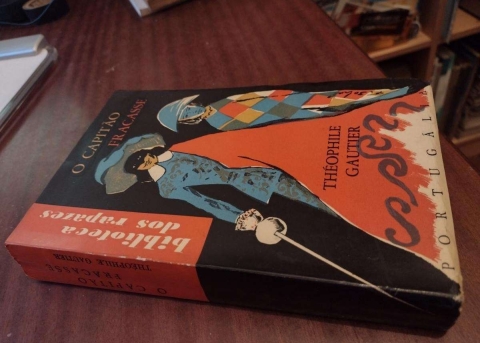 O CAPITÃO
FRACASSE
THÉOPHILE
GAUTIER
biblioteca
dos rapazes
PORTUGÁLIA
THÉOPHILE GAUTIER
O CAPITÃO
FRACASSE